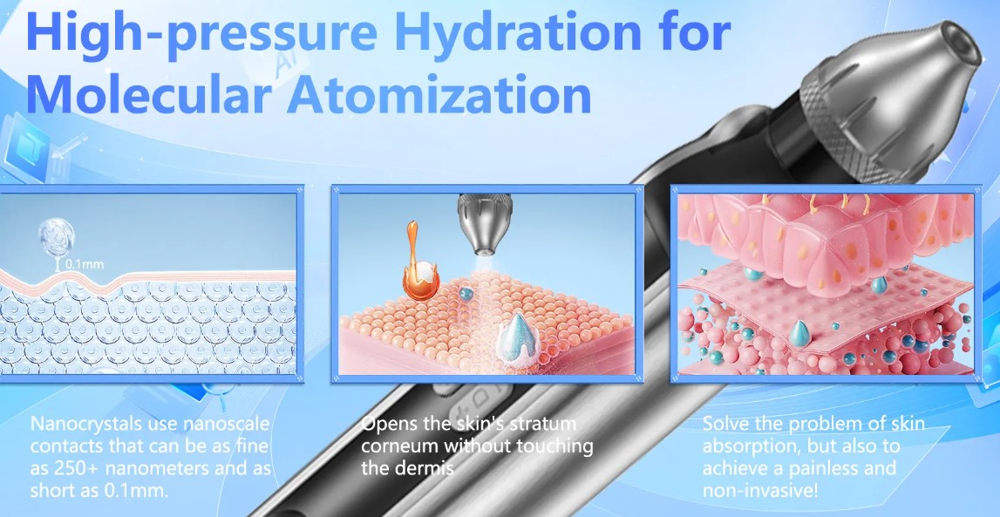 High-pressure Hydration for
Molecular Atomization
0.1mm
Nanocrystals use nanoscale
contacts that can be as fine
as 250+ nanometers and as
short as 0.1mm.
Opens the skin's stratum
corneum without touching
the dermis
Solve the problem of skin
absorption, but also to
achieve a painless and
non-invasive!